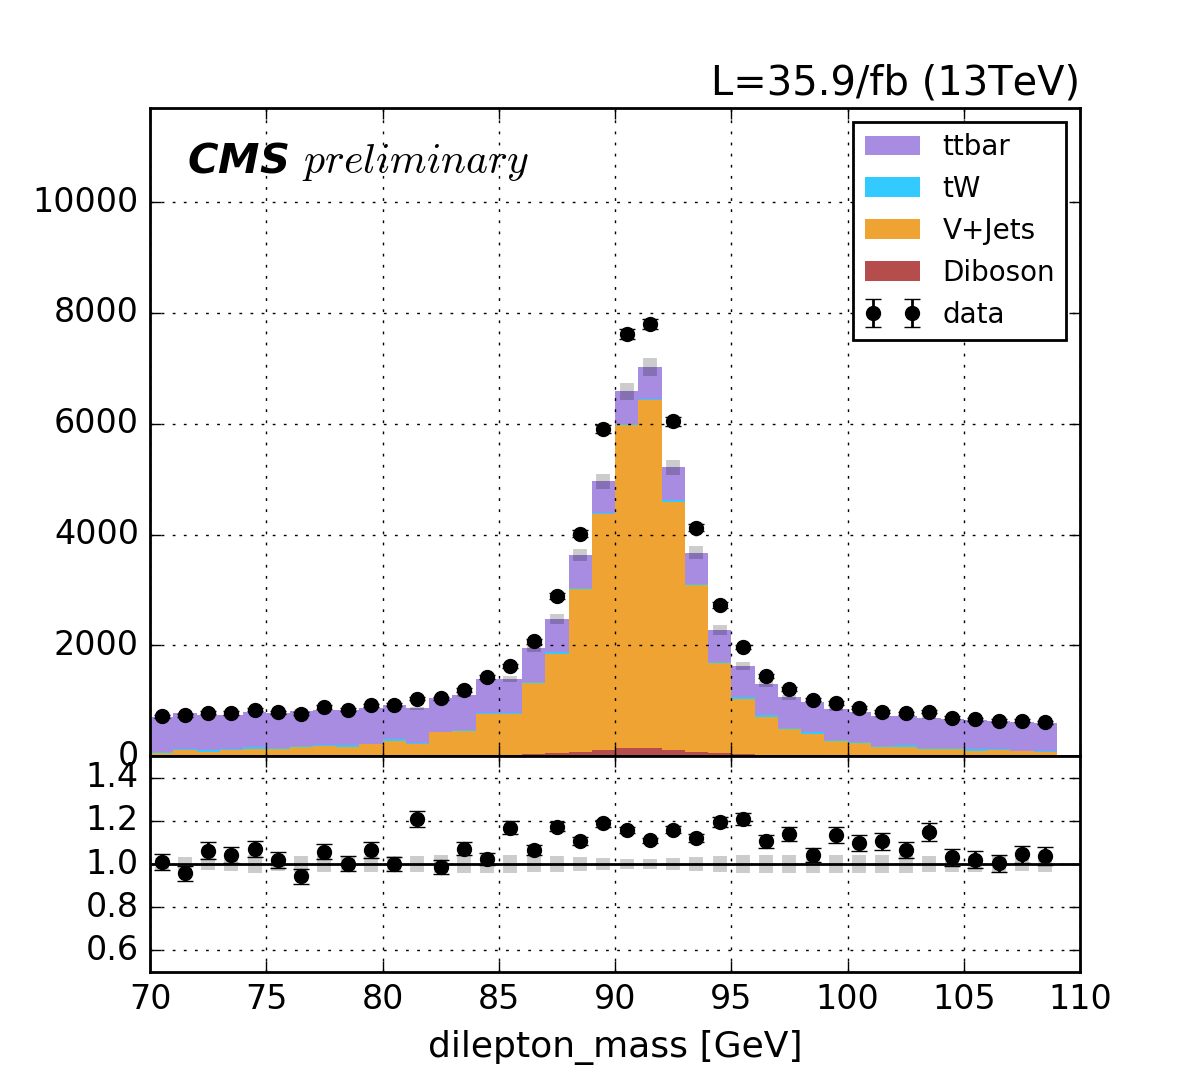 L=35.9/fb (13TeV)
CMS preliminary
ttbar
tW
V+Jets
Diboson
data
10000
8000
6000
4000
2000
0
1.4
1.2
1.0
0.8
0.6
70 75 80 85 90 95 100 105 110
dilepton_mass [GeV]